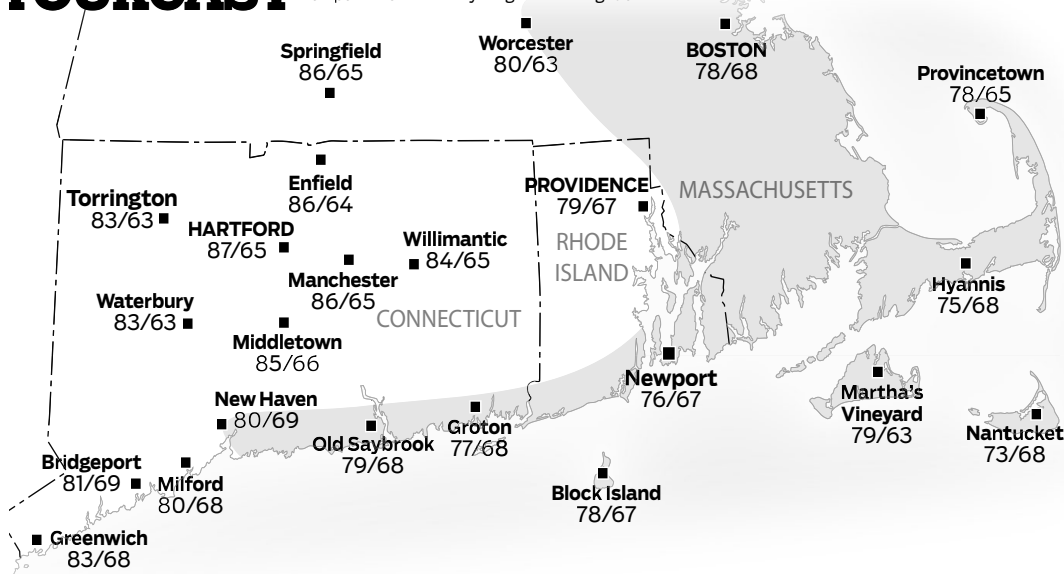 Springfield
86/65
Worcester
80/63
BOSTON
78/68
Provincetown
78/65
Enfield
86/64
Torrington
83/63
HARTFORD
87/65
Manchester
86/65
Willimantic
84/65
PROVIDENCE
79/67
RHODE
ISLAND
MASSACHUSETTS
Hyannis
75/68
Waterbury
83/63
Middletown
85/66
CONNECTICUT
New Haven
80/69
Old Saybrook
79/68
Groton
77/68
Newport
76/67
Martha's
Vineyard
79/63
Nantucket
73/68
Bridgeport
81/69
Milford
80/68
Block Island
78/67
Greenwich
83/68